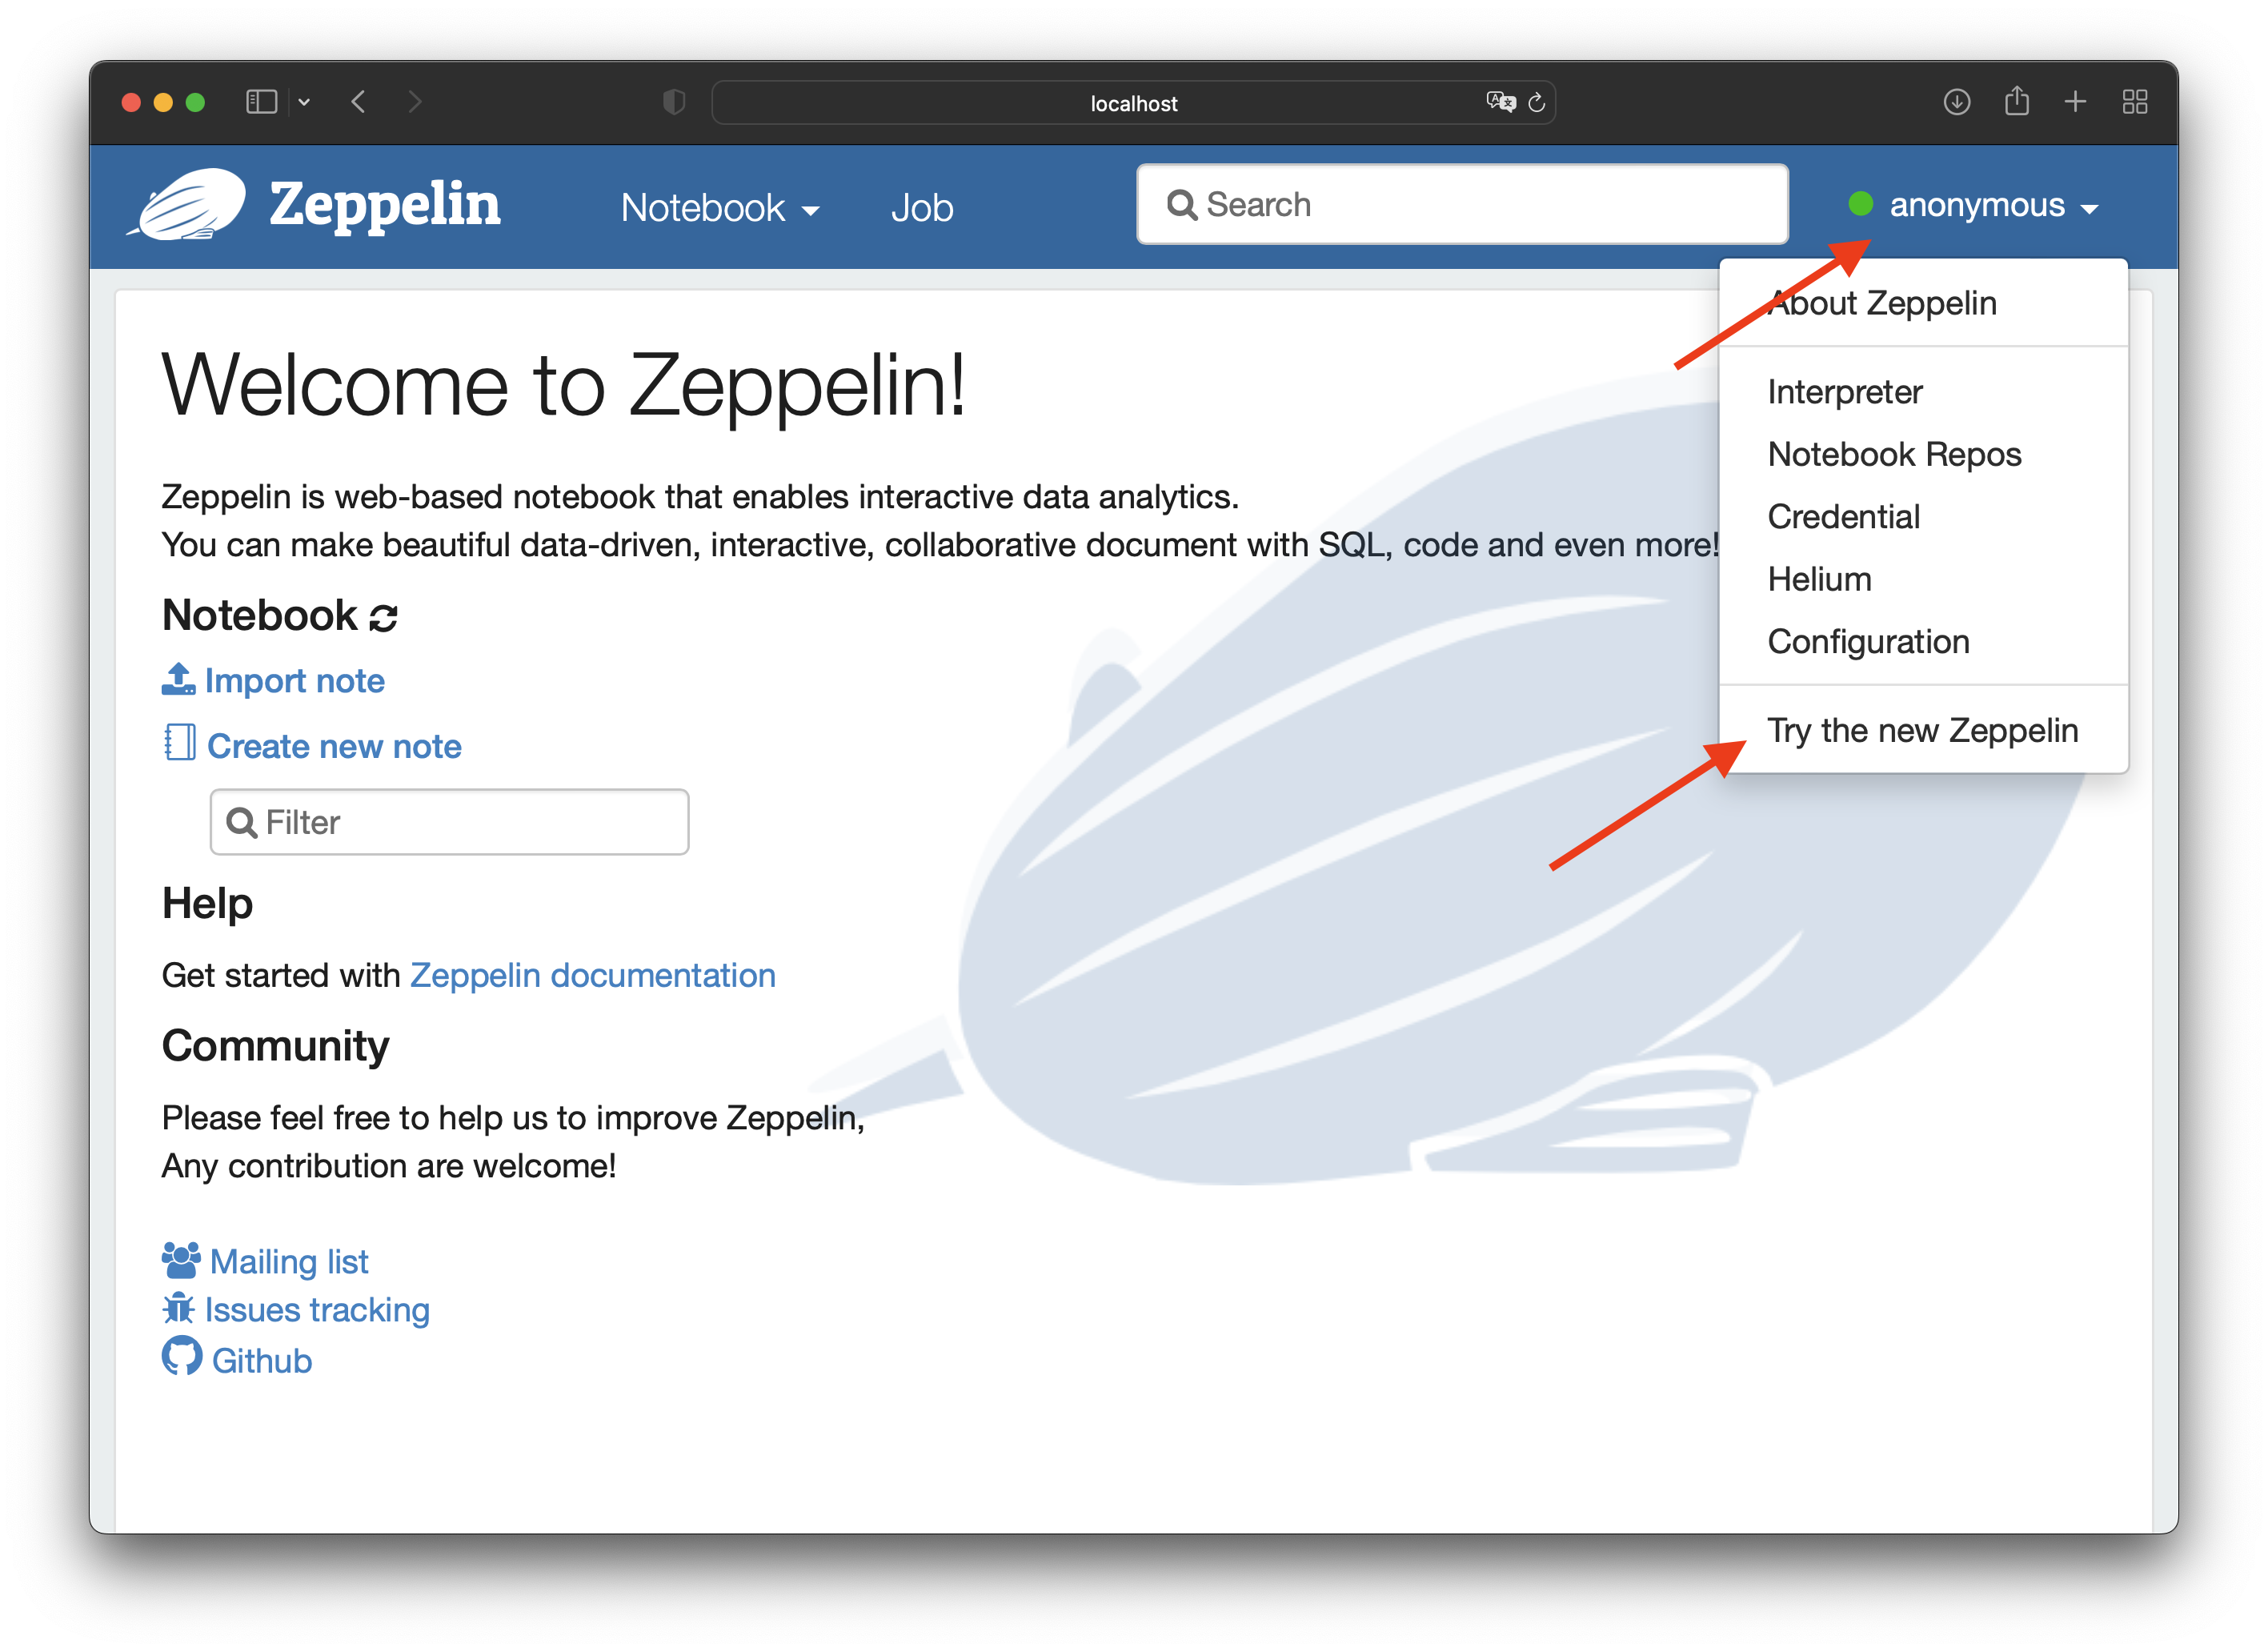 localhost
Zeppelin
Notebook
Job
Search
anonymous
About Zeppelin
Interpreter
Notebook Repos
Credential
Helium
Configuration
Try the new Zeppelin
Welcome to Zeppelin!
Zeppelin is web-based notebook that enables interactive data analytics.
You can make beautiful data-driven, interactive, collaborative document with SQL, code and even more!
Notebook
Import note
Create new note
Filter
Help
Get started with Zeppelin documentation
Community
Please feel free to help us to improve Zeppelin,
Any contribution are welcome!
Mailing list
Issues tracking
Github